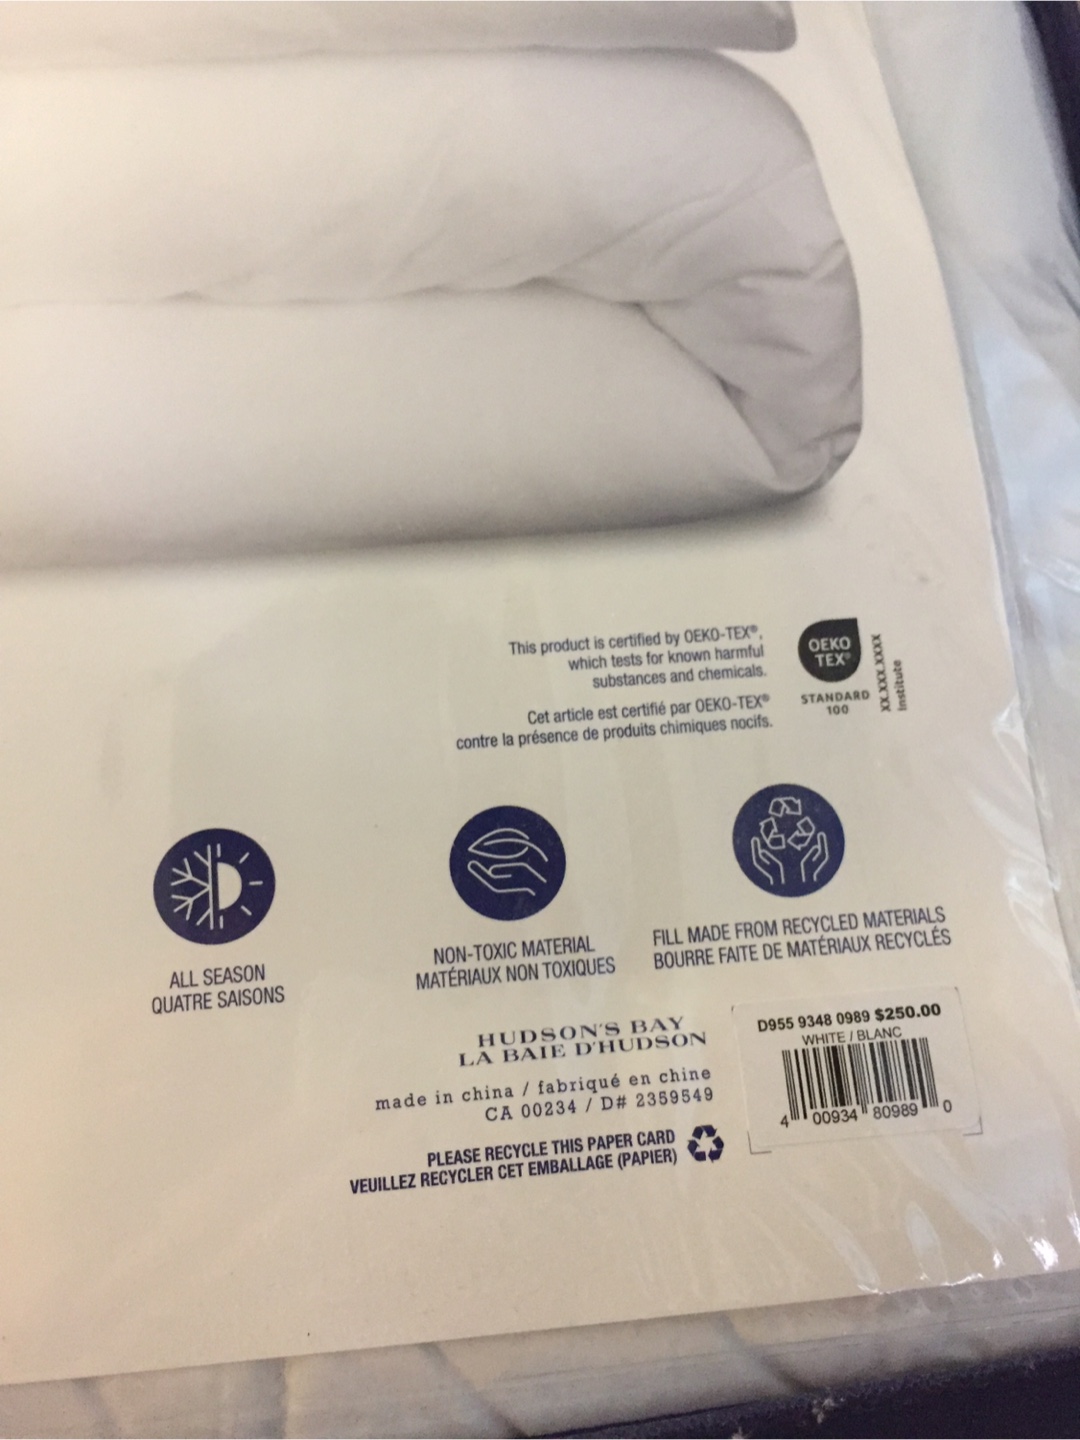 This product is certified by OEKO-TEX®,
which tests for known harmful
substances and chemicals.
Cet article est certifié par OEKO-TEX®
contre la présence de produits chimiques nocifs.
OEKO
TEX®
STANDARD
100
XX.XXX.XXXX
Institute
ALL SEASON
QUATRE SAISONS
NON-TOXIC MATERIAL
MATÉRIAUX NON TOXIQUES
FILL MADE FROM RECYCLED MATERIALS
BOURRE FAITE DE MATÉRIAUX RECYCLÉS
HUDSON'S BAY
LA BAIE D'HUDSON
made in china / fabriqué en chine
CA 00234 / D# 2359549
PLEASE RECYCLE THIS PAPER CARD
VEUILLEZ RECYCLER CET EMBALLAGE (PAPIER)
D955 9348 0989 $250.00
WHITE / BLANC
4 00934 80989 0